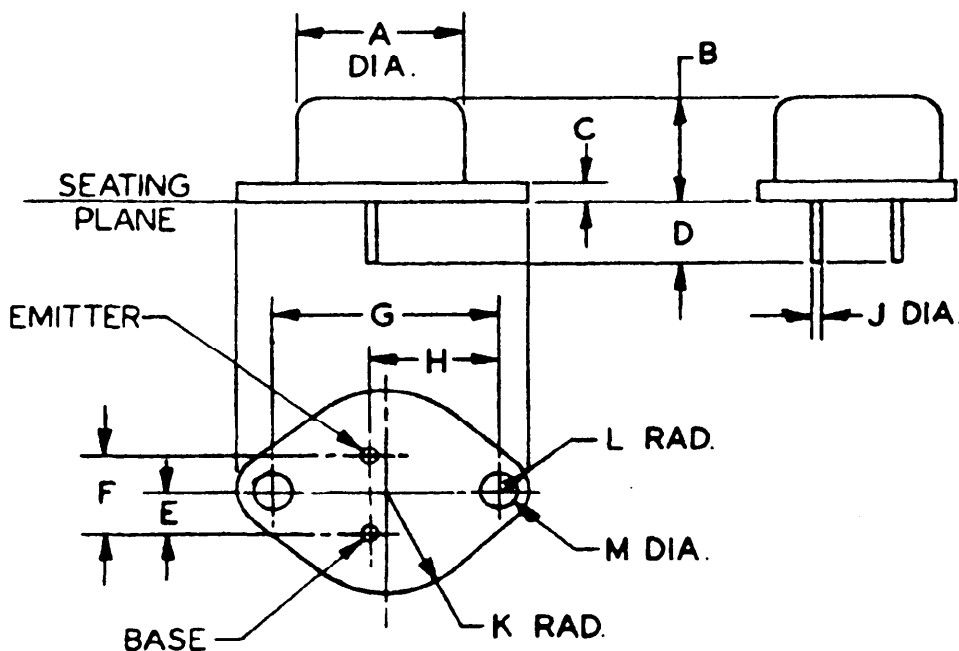 A
DIA.
B
C
SEATING
PLANE
D
EMITTER
G
J DIA.
H
L RAD.
F
E
M DIA.
K RAD.
BASE